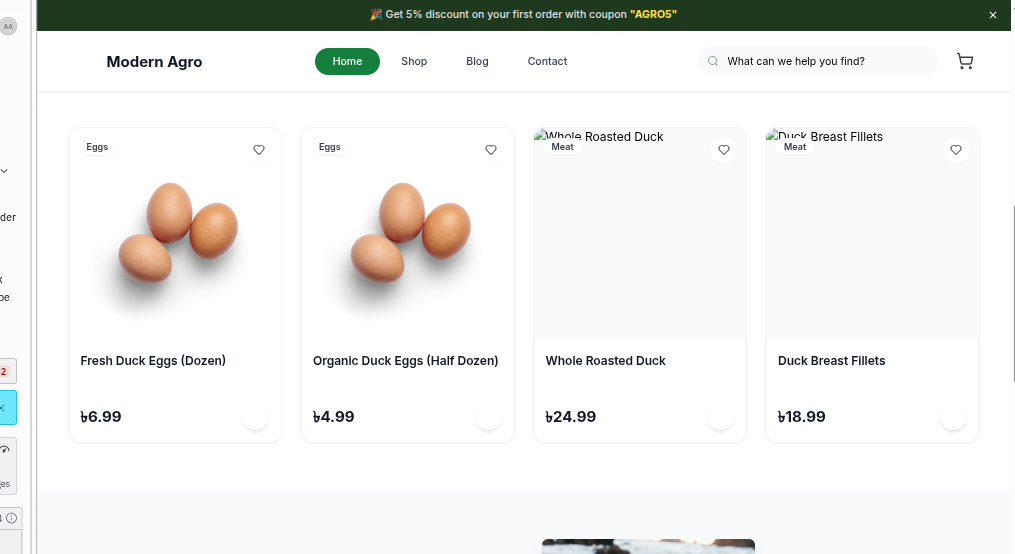 🎉 Get 5% discount on your first order with coupon "AGRO5"
AA
Modern Agro
Home
Shop
Blog
Contact
What can we help you find?
Eggs
Eggs
Whole Roasted Duck
Meat
Duck Breast Fillets
Meat
der
k
pe
Fresh Duck Eggs (Dozen)
Organic Duck Eggs (Half Dozen)
Whole Roasted Duck
Duck Breast Fillets
2
৳6.99
৳4.99
৳24.99
৳18.99
ges